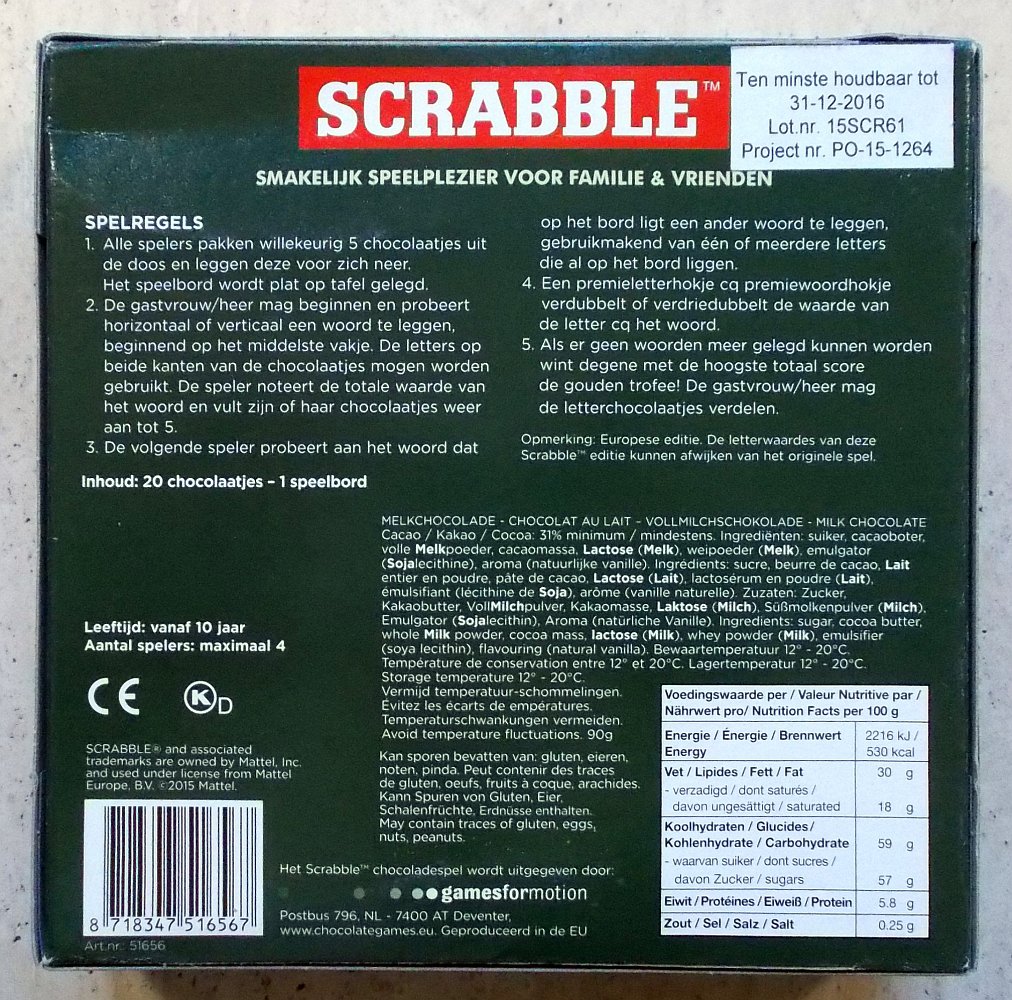 SCRABBLE™
Ten minste houdbaar tot
31-12-2016
Lot.nr. 15SCR61
Project nr. PO-15-1264
SMAKELIJK SPEELPLEZIER VOOR FAMILIE & VRIENDEN
SPELREGELS
1. Alle spelers pakken willekeurig 5 chocolaatjes uit
de doos en leggen deze voor zich neer.
Het speelbord wordt plat op tafel gelegd.
2. De gastvrouw/heer mag beginnen en probeert
horizontaal of verticaal een woord te leggen,
beginnend op het middelste vakje. De letters op
beide kanten van de chocolaatjes mogen worden
gebruikt. De speler noteert de totale waarde van
het woord en vult zijn of haar chocolaatjes weer
aan tot 5.
3. De volgende speler probeert aan het woord dat
op het bord ligt een ander woord te leggen,
gebruikmakend van één of meerdere letters
die al op het bord liggen.
4. Een premieletterhokje cq premiewoordhokje
verdubbelt of verdriedubbelt de waarde van
de letter cq het woord.
5. Als er geen woorden meer gelegd kunnen worden
wint degene met de hoogste totaal score
de gouden trofee! De gastvrouw/heer mag
de letterchocolaatjes verdelen.
Opmerking: Europese editie. De letterwaardes van deze
Scrabble™ editie kunnen afwijken van het originele spel.
Inhoud: 20 chocolaatjes – 1 speelbord
MELKCHOCOLADE - CHOCOLAT AU LAIT – VOLLMILCHSCHOKOLADE - MILK CHOCOLATE
Cacao / Kakao / Cocoa: 31% minimum / mindestens. Ingrediënten: suiker, cacaoboter,
volle Melkpoeder, cacaomassa, Lactose (Melk), weipoeder (Melk), emulgator
(Sojalecithine), aroma (natuurlijke vanille). Ingrédients: sucre, beurre de cacao, Lait
entier en poudre, pâte de cacao, Lactose (Lait), lactosérum en poudre (Lait),
émulsifiant (lécithine de Soja), arôme (vanille naturelle). Zuzaten: Zucker,
Kakaobutter, VollMilchpulver, Kakaomasse, Laktose (Milch), Süßmolkenpulver (Milch),
Emulgator (Sojalecithin), Aroma (natürliche Vanille). Ingredients: sugar, cocoa butter,
whole Milk powder, cocoa mass, lactose (Milk), whey powder (Milk), emulsifier
(soya lecithin), flavouring (natural vanilla). Bewaartemperatuur 12° - 20°C.
Température de conservation entre 12° et 20°C. Lagertemperatur 12° - 20°C.
Storage temperature 12° - 20°C.
Vermijd temperatuur-schommelingen.
Evitez les écarts de empératures.
Temperaturschwankungen vermeiden.
Avoid temperature fluctuations. 90g
Kan sporen bevatten van: gluten, eieren,
noten, pinda. Peut contenir des traces
de gluten, oeufs, fruits à coque, arachides.
Kann Spuren von Gluten, Eier,
Schalenfrüchte, Erdnüsse enthalten.
May contain traces of gluten, eggs,
nuts, peanuts.
Leeftijd: vanaf 10 jaar
Aantal spelers: maximaal 4
CE K D
SCRABBLE® and associated
trademarks are owned by Mattel, Inc.
and used under license from Mattel
Europe, B.V. ©2015 Mattel.
8 718347 516567
Art.nr.: 51656
Het Scrabble™ chocoladespel wordt uitgegeven door:
gamesformotion
Postbus 796, NL - 7400 AT Deventer,
www.chocolategames.eu. Geproduceerd in de EU
Voedingswaarde per / Valeur Nutritive par /
Nährwert pro/ Nutrition Facts per 100 g
Energie / Énergie / Brennwert 2216 kJ /
Energy 530 kcal
Vet / Lipides / Fett / Fat 30 g
- verzadigd / dont saturés /
davon ungesättigt / saturated 18 g
Koolhydraten / Glucides/
Kohlenhydrate / Carbohydrate 59 g
- waarvan suiker / dont sucres /
davon Zucker / sugars 57 g
Eiwit / Protéines / Eiweiß / Protein 5.8 g
Zout / Sel / Salz / Salt 0.25 g